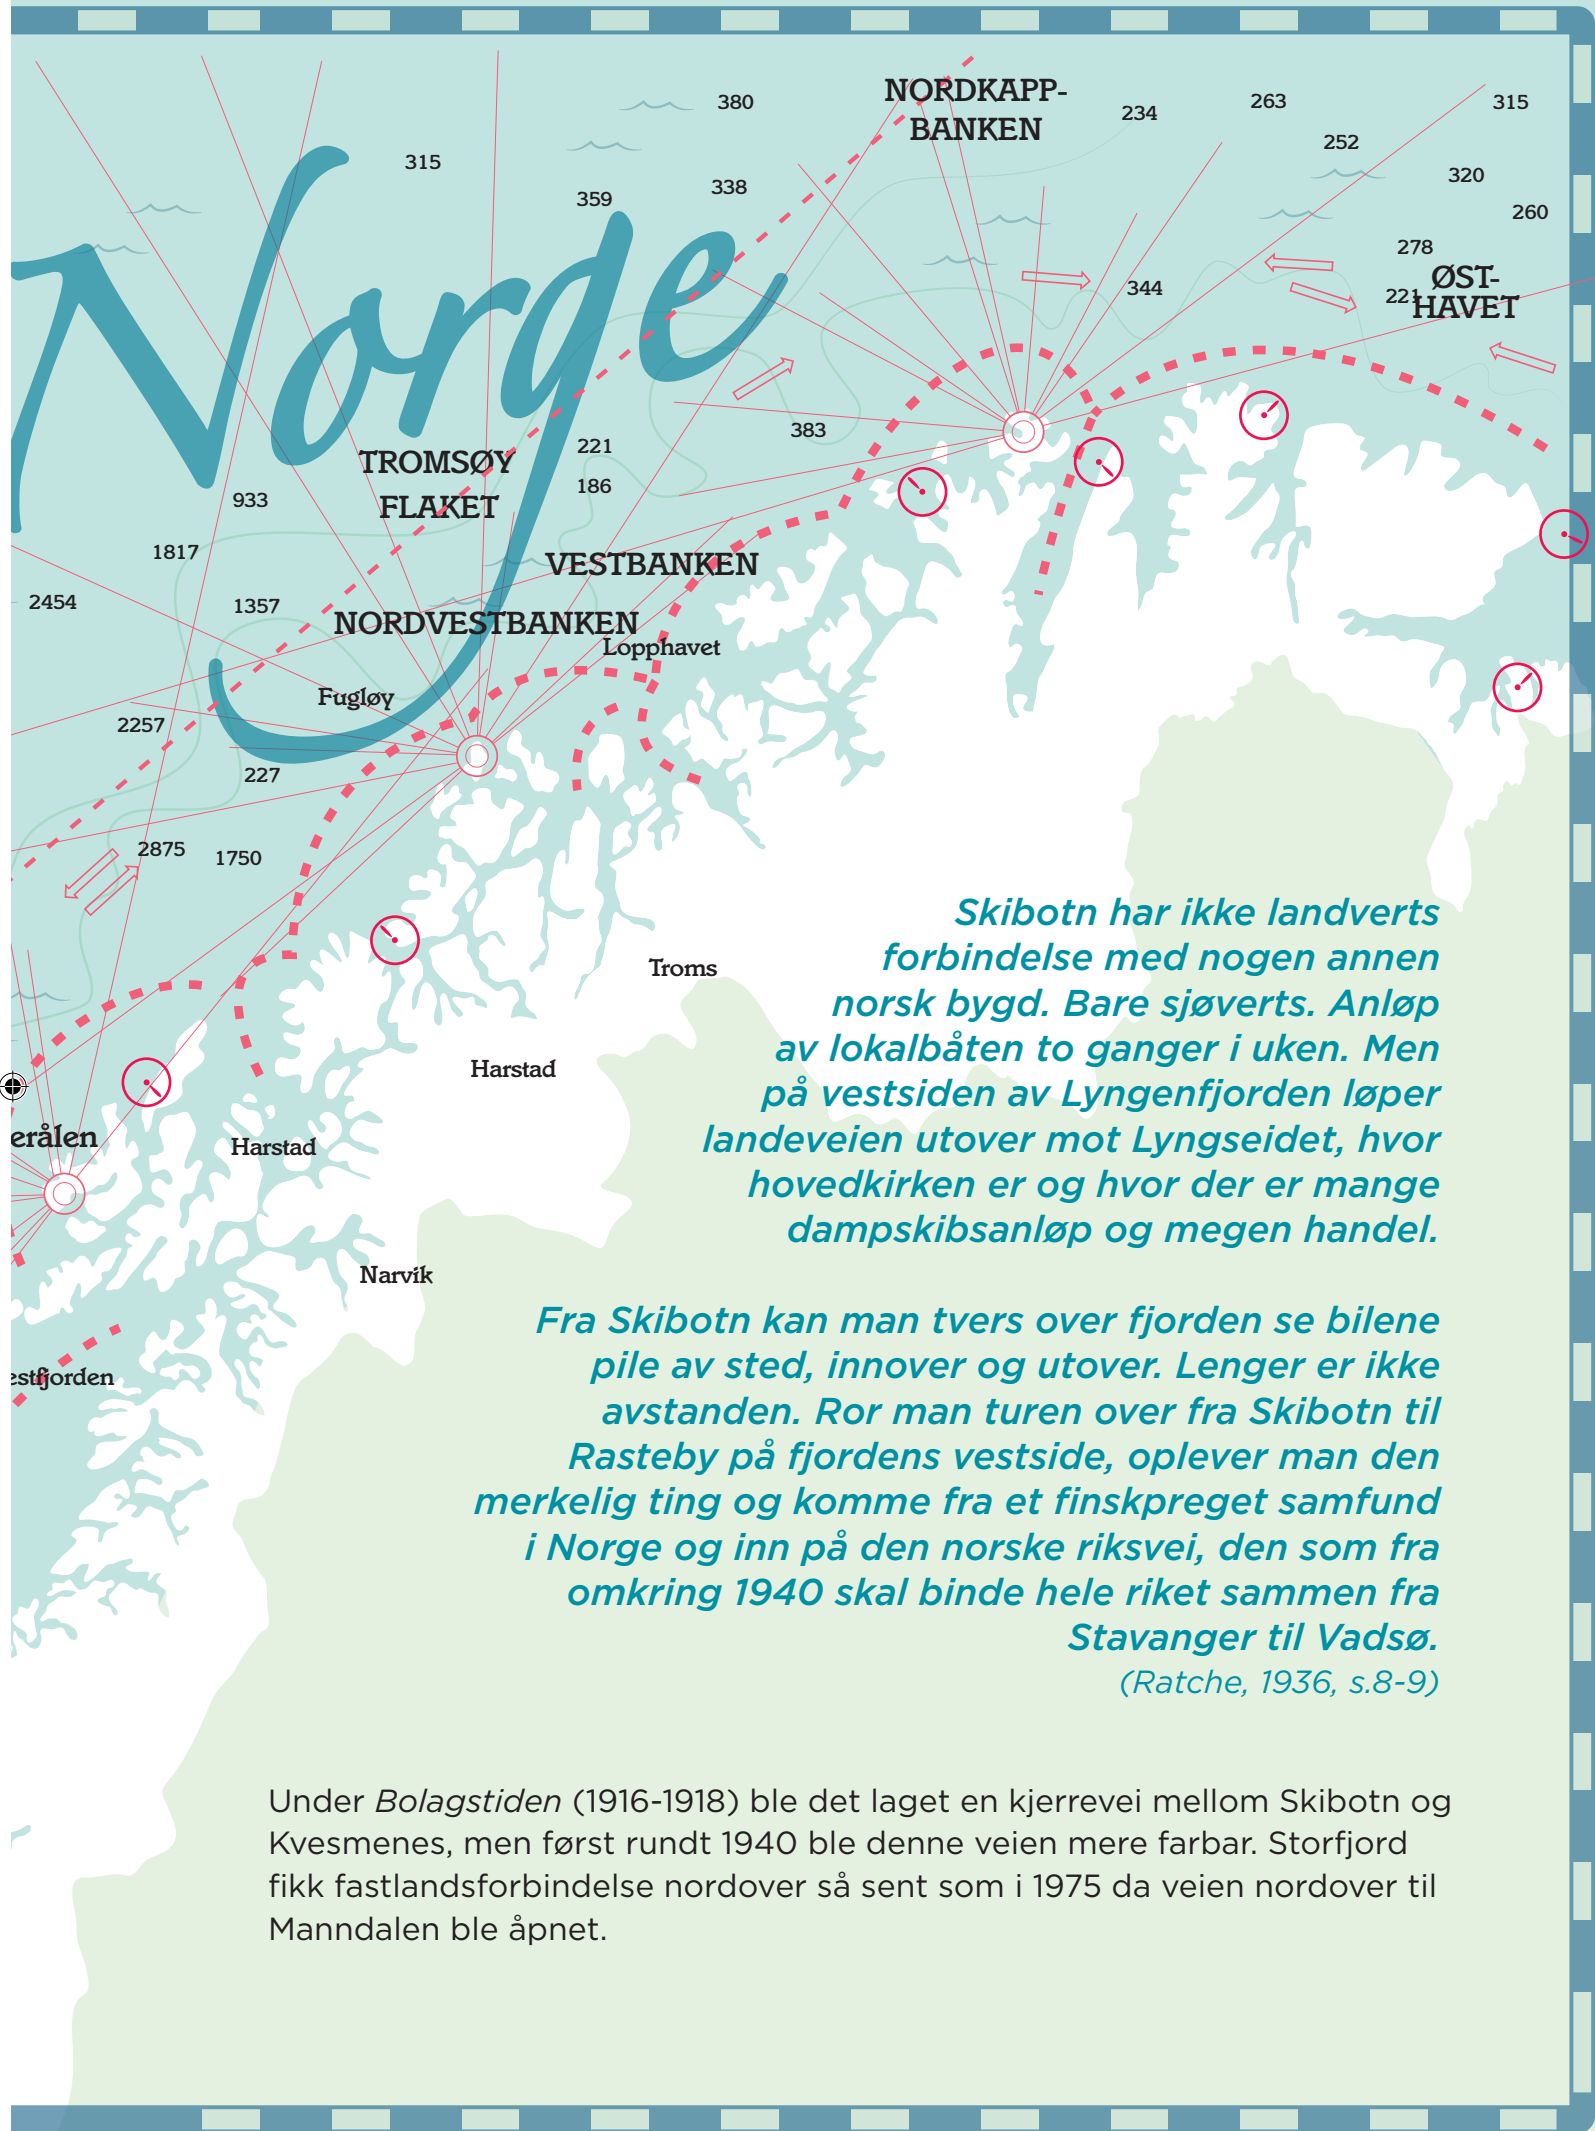 NORDKAPP-
BANKEN
380
234
263
315
252
315
338
359
320
260
278
ØST-
HAVET
221
344
Norge
383
TROMSØY
FLAKET
221
186
933
1817
VESTBANKEN
2454
1357
NORDVESTBANKEN
Lopphavet
Fugløy
2257
227
2875
1750
Troms
Harstad
erålen
Harstad
Narvik
estfjorden
Skibotn har ikke landverts
forbindelse med nogen annen
norsk bygd. Bare sjøverts. Anløp
av lokalbåten to ganger i uken. Men
på vestsiden av Lyngenfjorden løper
landeveien utover mot Lyngseidet, hvor
hovedkirken er og hvor der er mange
dampskibsanløp og megen handel.
Fra Skibotn kan man tvers over fjorden se bilene
pile av sted, innover og utover. Lenger er ikke
avstanden. Ror man turen over fra Skibotn til
Rasteby på fjordens vestside, oplever man den
merkelig ting og komme fra et finskpreget samfund
i Norge og inn på den norske riksvei, den som fra
omkring 1940 skal binde hele riket sammen fra
Stavanger til Vadsø.
(Ratche, 1936, s.8-9)
Under Bolagstiden (1916-1918) ble det laget en kjerrevei mellom Skibotn og
Kvesmenes, men først rundt 1940 ble denne veien mere farbar. Storfjord
fikk fastlandsforbindelse nordover så sent som i 1975 da veien nordover til
Manndalen ble åpnet.